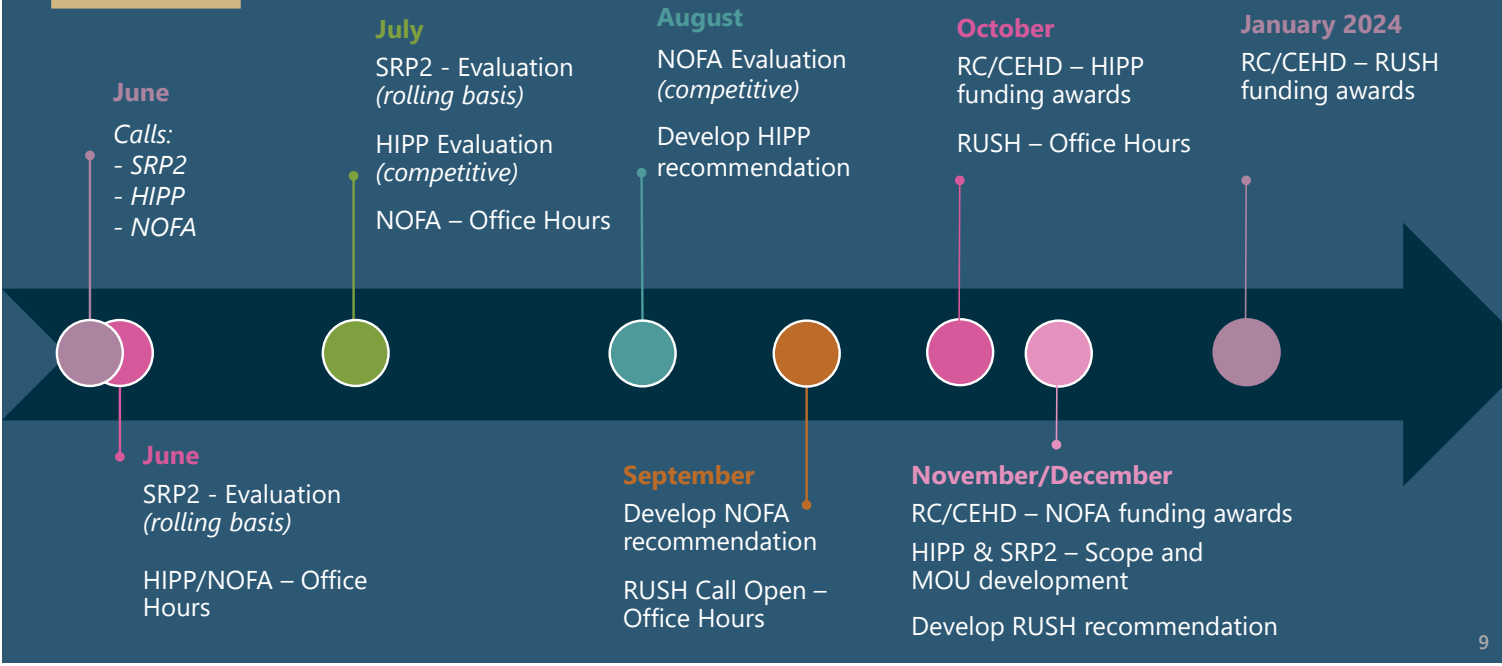 June
Calls:
- SRP2
- HIPP
- NOFA
July
SRP2 - Evaluation
(rolling basis)
HIPP Evaluation
(competitive)
NOFA – Office Hours
August
NOFA Evaluation
(competitive)
Develop HIPP
recommendation
October
RC/CEHD – HIPP
funding awards
RUSH – Office Hours
January 2024
RC/CEHD – RUSH
funding awards
June
SRP2 - Evaluation
(rolling basis)
HIPP/NOFA – Office
Hours
September
Develop NOFA
recommendation
RUSH Call Open –
Office Hours
November/December
RC/CEHD – NOFA funding awards
HIPP & SRP2 – Scope and
MOU development
Develop RUSH recommendation
9